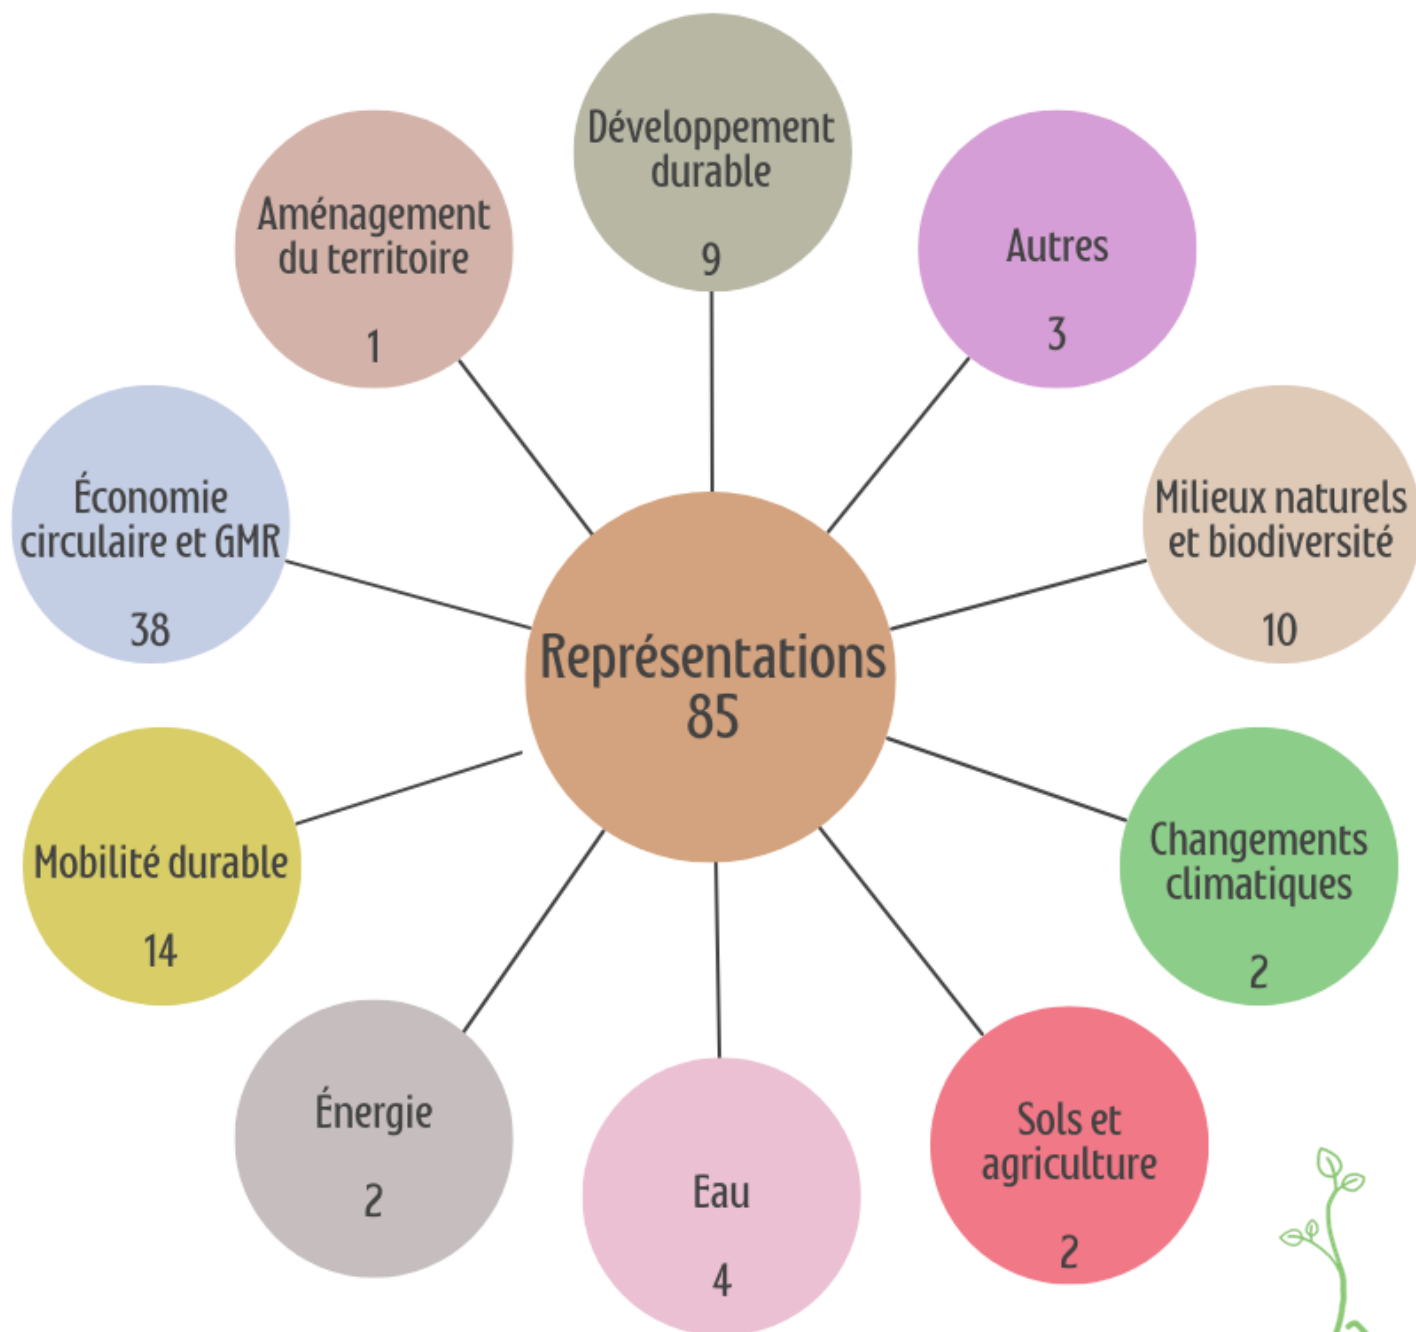 Développement
durable
9
Aménagement
du territoire
1
Autres
3
Économie
circulaire et GMR
38
Milieux naturels
et biodiversité
10
Représentations
85
Mobilité durable
14
Changements
climatiques
2
Énergie
2
Eau
4
Sols et
agriculture
2